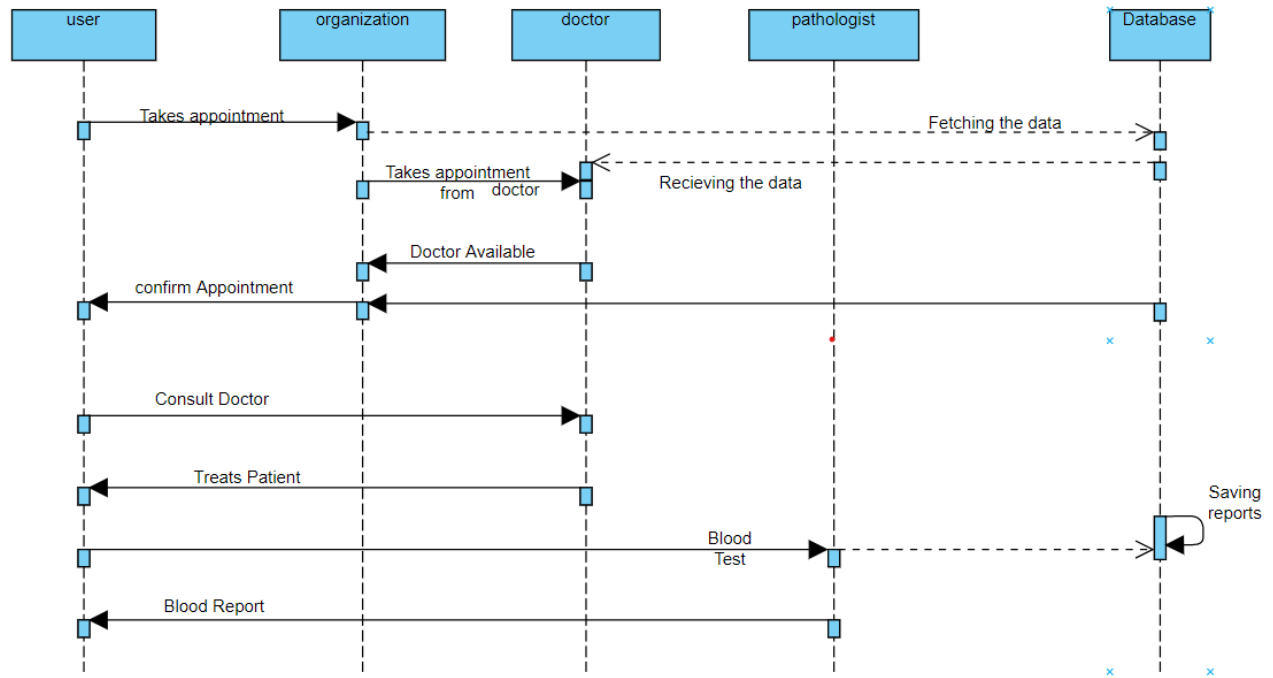 user
organization
doctor
pathologist
Database
Takes appointment
Fetching the data
Takes appointment
from doctor
Recieving the data
Doctor Available
confirm Appointment
Consult Doctor
Treats Patient
Saving
reports
Blood
Test
Blood Report